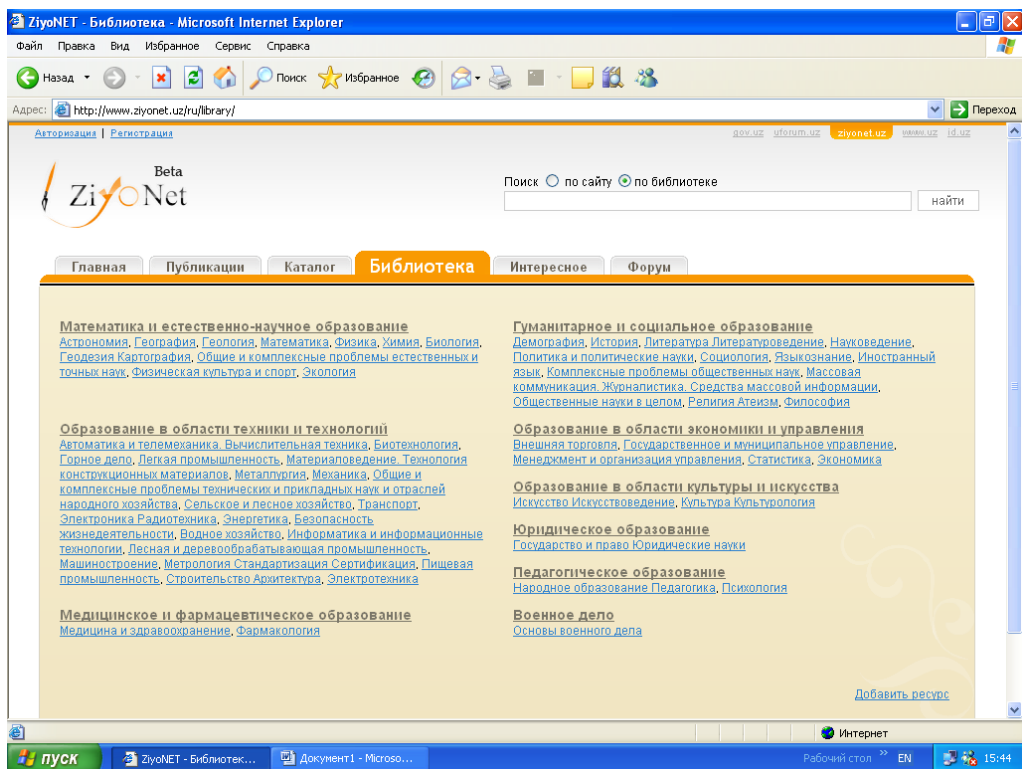 ZiyoNET - Библиотека - Microsoft Internet Explorer
Файл Правка Вид Избранное Сервис Справка
Назад Поиск Избранное
Адрес: http://www.ziyonet.uz/ru/library/ Переход
Авторизация | Регистрация gov.uz uforum.uz ziyonet.uz www.uz id.uz
Beta
ZiyoNet
Поиск по сайту по библиотеке
найти
Главная Публикации Каталог Библиотека Интересное Форум
Математика и естественно-научное образование
Астрономия, География, Геология, Математика, Физика, Химия, Биология,
Геодезия Картография, Общие и комплексные проблемы естественных и
точных наук, Физическая культура и спорт, Экология
Гуманитарное и социальное образование
Демография, История, Литература Литературоведение, Науковедение,
Политика и политические науки, Социология, Языкознание, Иностранный
язык, Комплексные проблемы общественных наук, Массовая
коммуникация. Журналистика. Средства массовой информации,
Общественные науки в целом, Религия Атеизм, Философия
Образование в области техники и технологий
Автоматика и телемеханика. Вычислительная техника, Биотехнология,
Горное дело, Легкая промышленность, Материаловедение. Технология
конструкционных материалов, Металлургия, Механика, Общие и
комплексные проблемы технических и прикладных наук и отраслей
народного хозяйства, Сельское и лесное хозяйство, Транспорт,
Электроника Радиотехника, Энергетика, Безопасность
жизнедеятельности, Водное хозяйство, Информатика и информационные
технологии, Лесная и деревообрабатывающая промышленность,
Машиностроение, Метрология Стандартизация Сертификация, Пищевая
промышленность, Строительство Архитектура, Электротехника
Образование в области экономики и управления
Внешняя торговля, Государственное и муниципальное управление,
Менеджмент и организация управления, Статистика, Экономика
Образование в области культуры и искусства
Искусство Искусствоведение, Культура Культурология
Юридическое образование
Государство и право Юридические науки
Педагогическое образование
Народное образование Педагогика, Психология
Медицинское и фармацевтическое образование
Медицина и здравоохранение, Фармакология
Военное дело
Основы военного дела
Добавить ресурс
Интернет
пуск ZiyoNET - Библиотек... Документ1 - Microso... Рабочий стол » EN 15:44